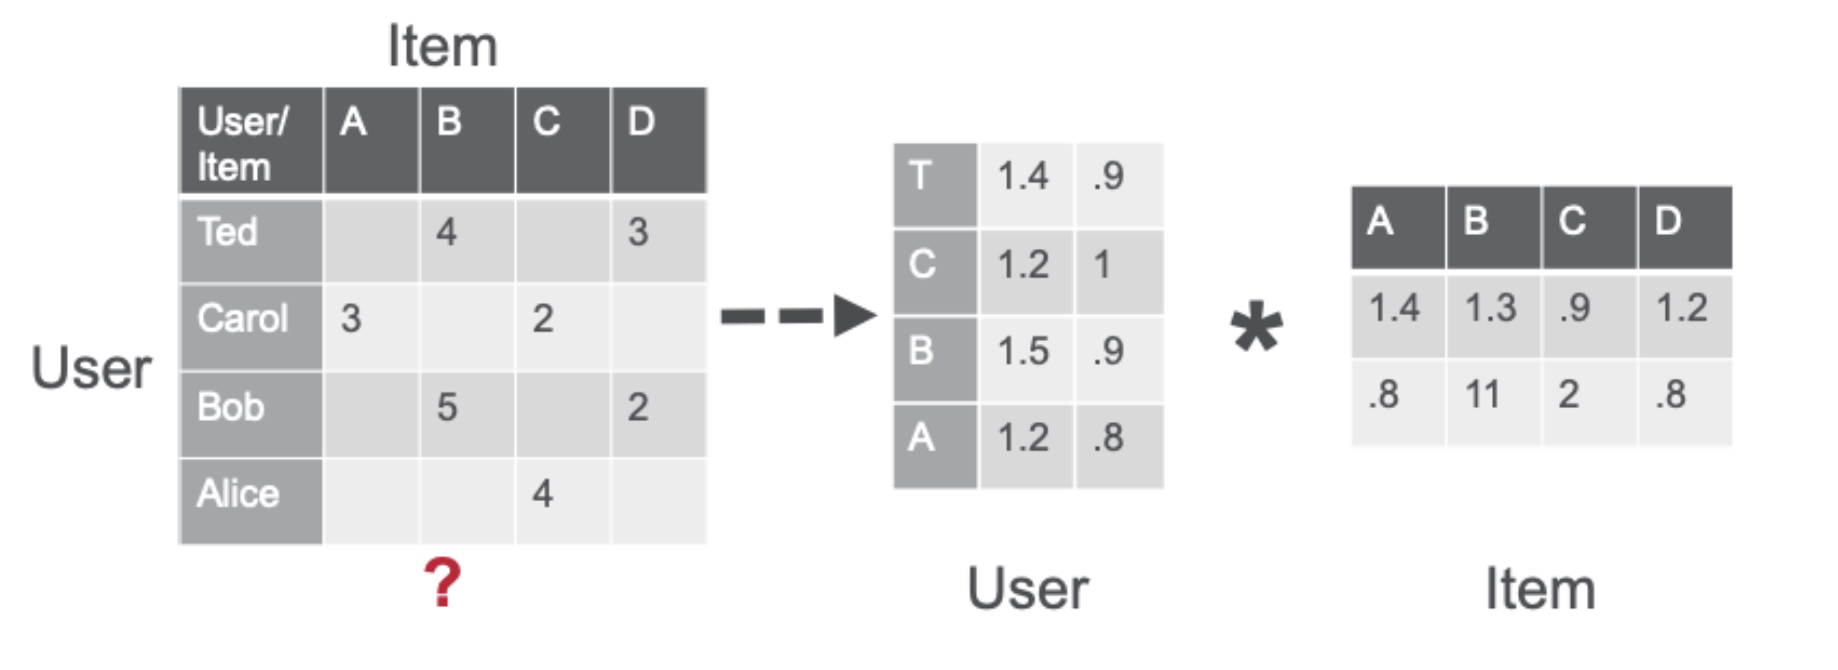 Item
User/ A B C D
Item
Ted 4 3
Carol 3 2
Bob 5 2
Alice 4
User
?
T 1.4 .9
C 1.2 1
B 1.5 .9
A 1.2 .8
User
*
A B C D
1.4 1.3 .9 1.2
.8 11 2 .8
Item